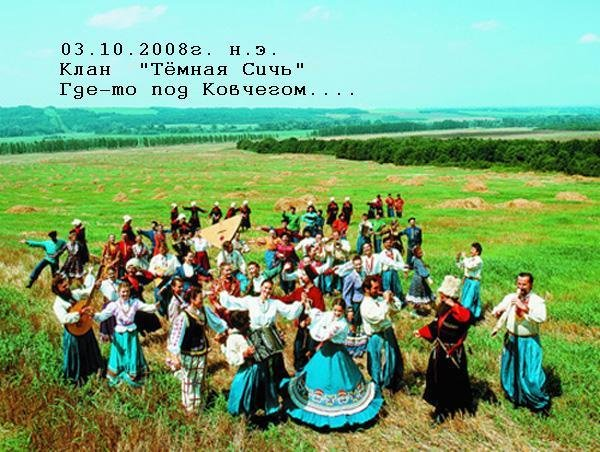 03.10.2008г. н.э.
Клан "Тёмная Сичь"
Где-то под Ковчегом....